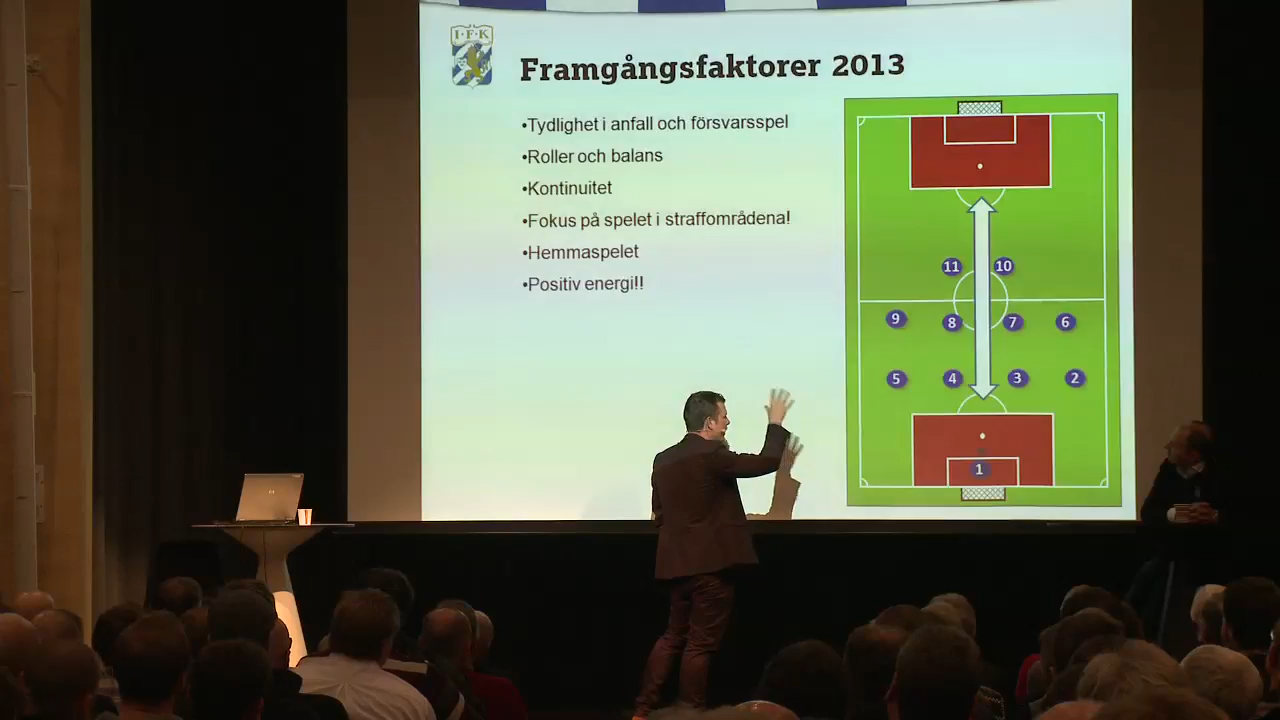 I·F·K
Framgångsfaktorer 2013
•Tydlighet i anfall och försvarsspel
•Roller och balans
•Kontinuitet
•Fokus på spelet i straffområdena!
•Hemmaspelet
•Positiv energi!!
11 10
9 8 7 6
5 4 3 2
1